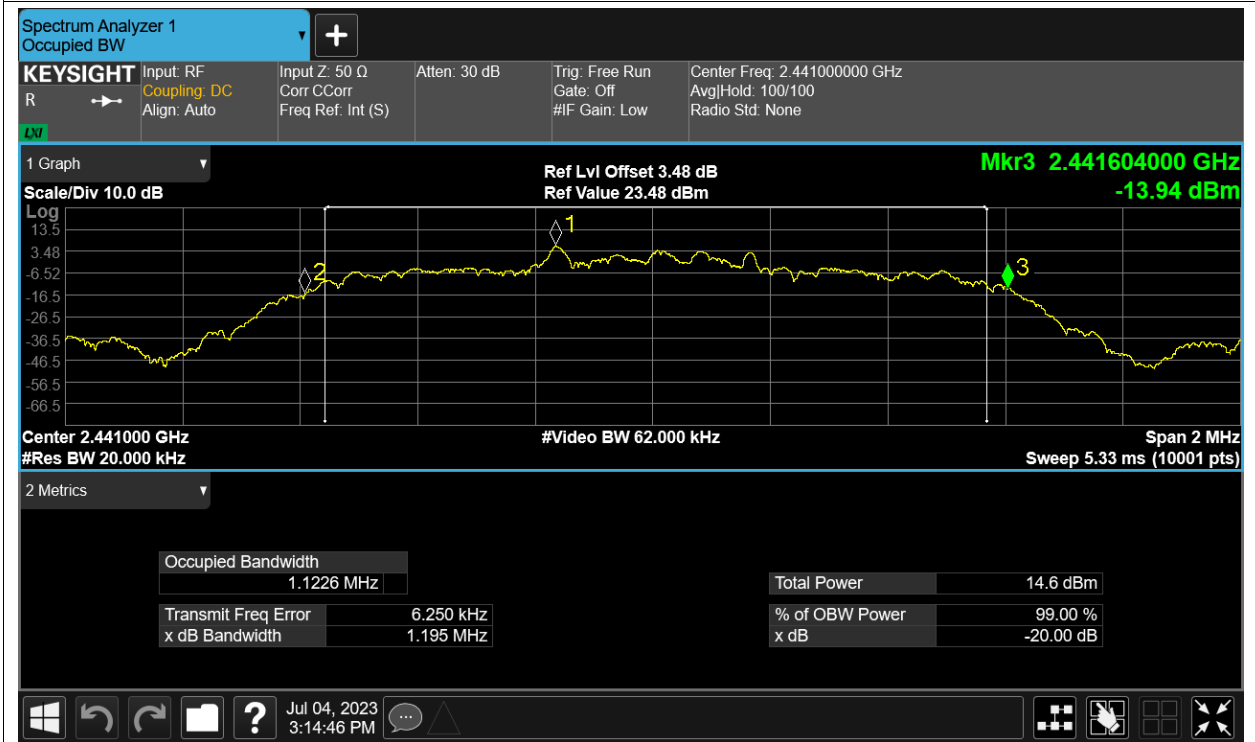 Spectrum Analyzer 1
Occupied BW
KEYSIGHT Input: RF Input Z: 50 Ω Atten: 30 dB Trig: Free Run Center Freq: 2.441000000 GHz
R Coupling: DC Corr CCorr Gate: Off Avg|Hold: 100/100
Align: Auto Freq Ref: Int (S) #IF Gain: Low Radio Std: None
LXI
1 Graph Ref Lvl Offset 3.48 dB Mkr3 2.441604000 GHz
Scale/Div 10.0 dB Ref Value 23.48 dBm -13.94 dBm
Log
13.5
3.48
-6.52
-16.5
-26.5
-36.5
-46.5
-56.5
-66.5
1
2
3
Center 2.441000 GHz #Video BW 62.000 kHz Span 2 MHz
#Res BW 20.000 kHz Sweep 5.33 ms (10001 pts)
2 Metrics
Occupied Bandwidth
1.1226 MHz Total Power 14.6 dBm
Transmit Freq Error 6.250 kHz % of OBW Power 99.00 %
x dB Bandwidth 1.195 MHz x dB -20.00 dB
? Jul 04, 2023
3:14:46 PM